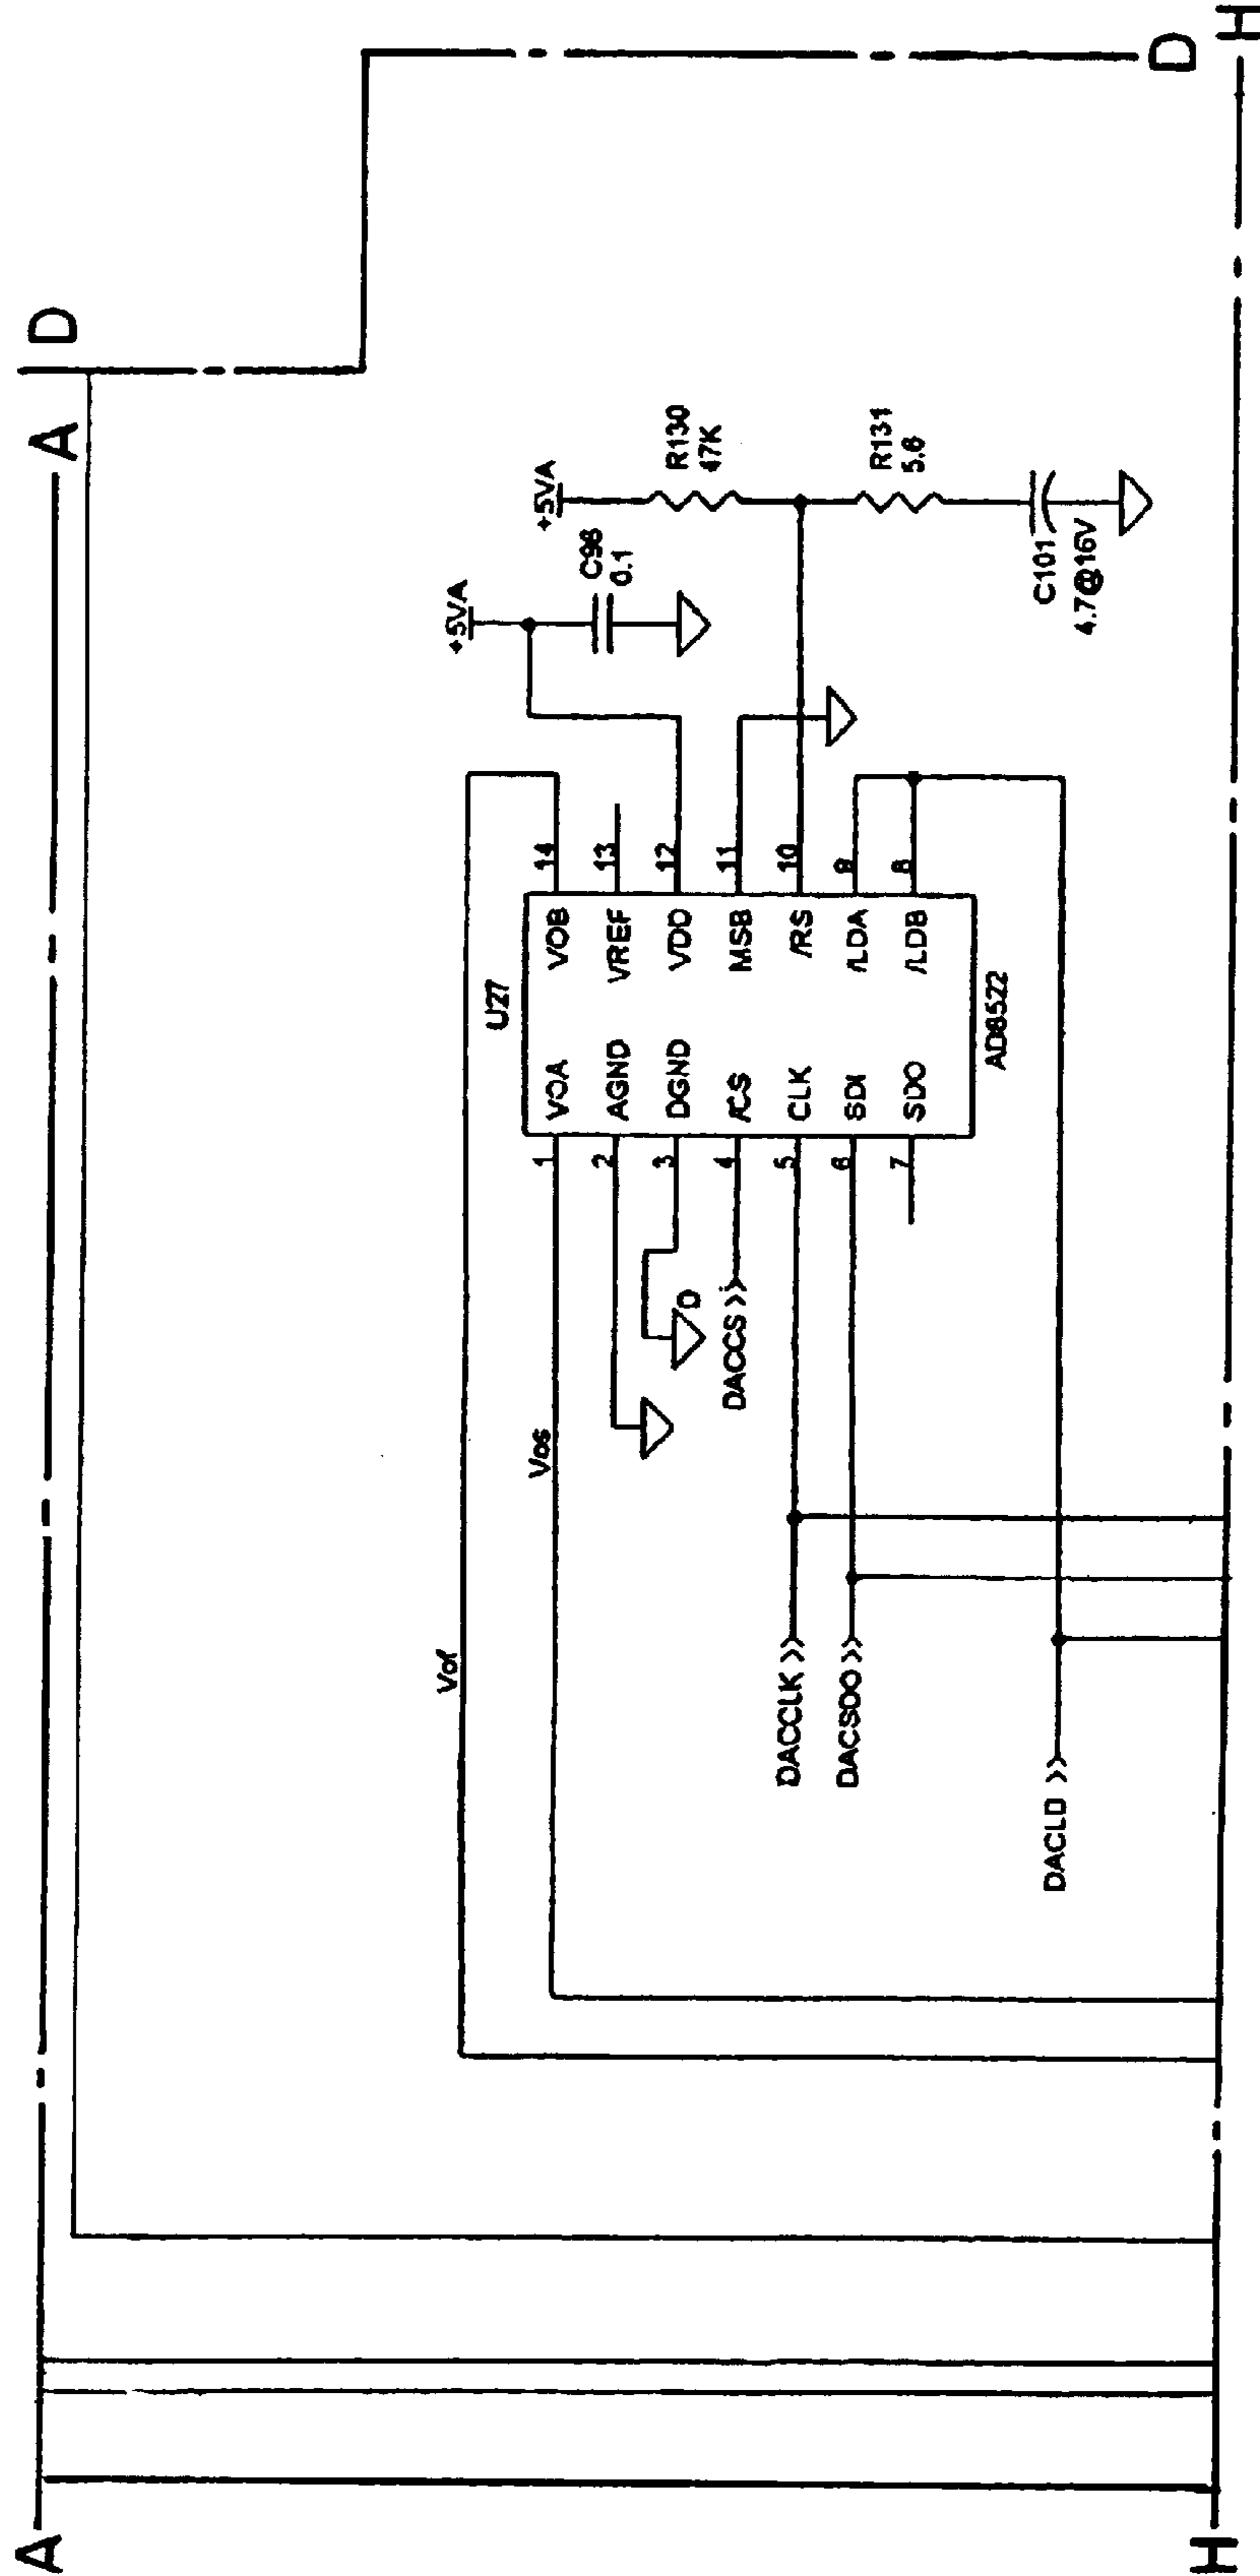 A
A
D
D
H
H
Vof
Vos
U27
AD8522
1
2
3
4
5
6
7
VOA
AGND
DGND
/CS
CLK
SDI
SDO
VOB
VREF
VDD
MSB
/RS
/LDA
/LDB
14
13
12
11
10
9
8
D
DACCS
DACCLK
DACSDO
DACLD
+5VA
C98
0.1
+5VA
R130
47K
R131
5.6
C101
4.7@16V